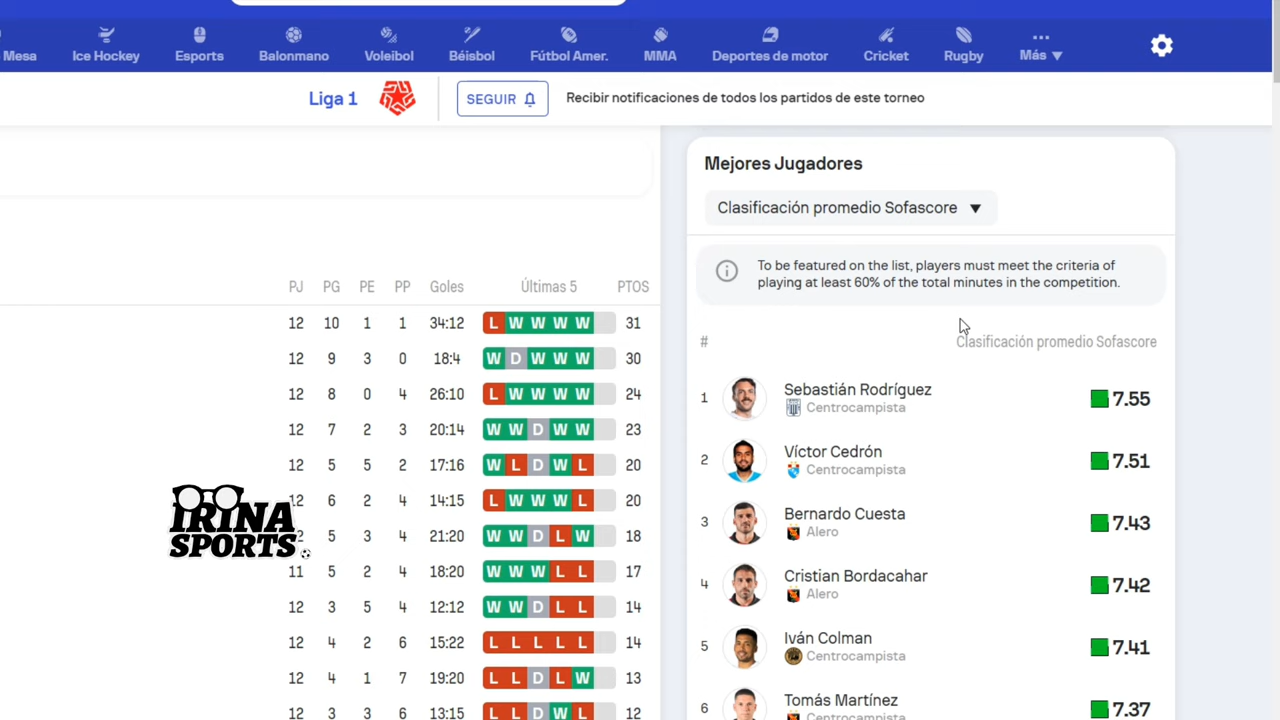 Mesa Ice Hockey Esports Balonmano Voleibol Béisbol Fútbol Amer. MMA Deportes de motor Cricket Rugby Más ▼
Liga 1 SEGUIR Recibir notificaciones de todos los partidos de este torneo
PJ PG PE PP Goles Últimas 5 PTOS
12 10 1 1 34:12 L W W W W 31
12 9 3 0 18:4 W D W W W 30
12 8 0 4 26:10 L W W W W 24
12 7 2 3 20:14 W W D W W 23
12 5 5 2 17:16 W L D W L 20
12 6 2 4 14:15 L W W W L 20
2 5 3 4 21:20 W W D L W 18
11 5 2 4 18:20 W W W L L 17
12 3 5 4 12:12 W W D L L 14
12 4 2 6 15:22 L L L L L 14
12 4 1 7 19:20 L L D L W 13
12 3 3 6 13:15 L L D W L 12
IRINA
SPORTS
Mejores Jugadores
Clasificación promedio Sofascore ▼
To be featured on the list, players must meet the criteria of
playing at least 60% of the total minutes in the competition.
# Clasificación promedio Sofascore
1 Sebastián Rodríguez 7.55
Centrocampista
2 Víctor Cedrón 7.51
Centrocampista
3 Bernardo Cuesta 7.43
Alero
4 Cristian Bordacahar 7.42
Alero
5 Iván Colman 7.41
Centrocampista
6 Tomás Martínez 7.37
Centrocampista